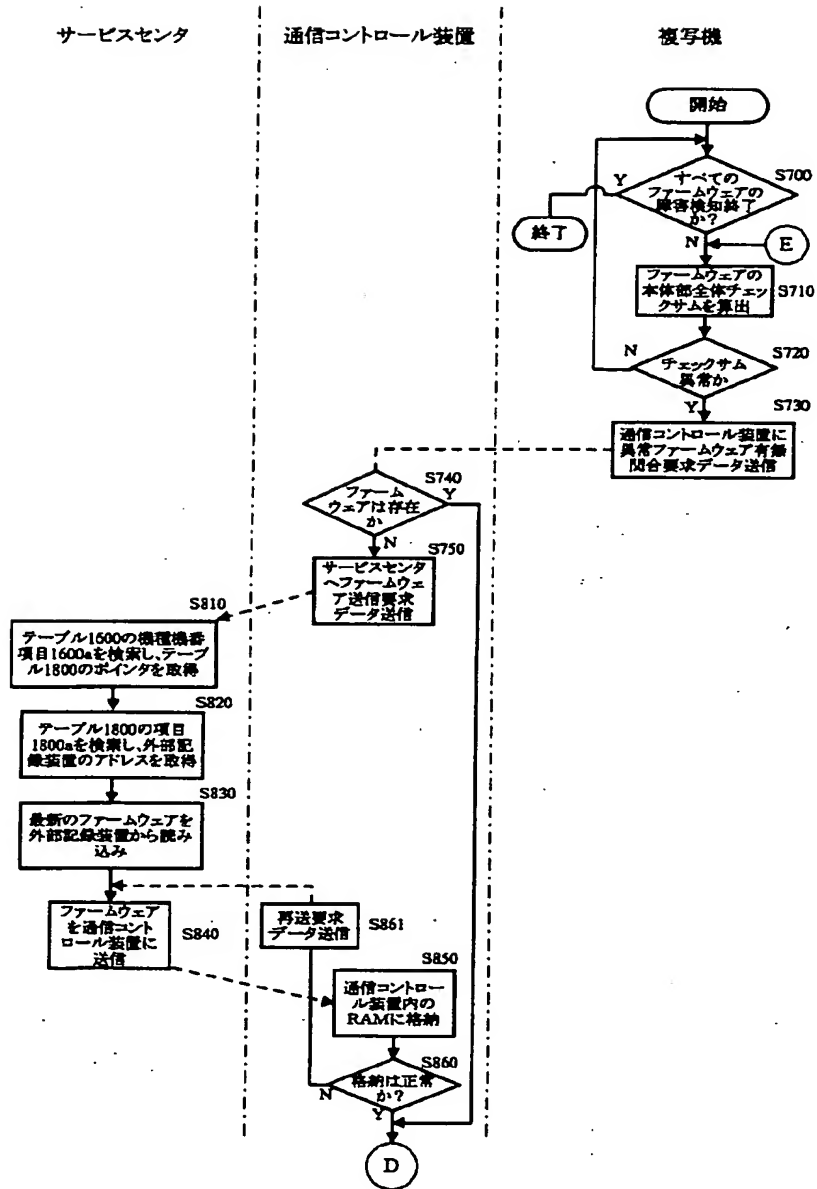 サービスセンタ
通信コントロール装置
複写機
開始
S700
すべての
ファームウェアの
障害検知終了
か?
Y
終了
N
E
ファームウェアの
本体部全体チェッ
クサムを算出
S710
S720
N
チェックサム
異常か
Y
S730
通信コントロール装置に
異常ファームウェア有無
問合要求データ送信
S740
ファーム
ウェアは存在
か
Y
N
S750
サービスセンタ
へファームウェ
ア送信要求
データ送信
S810
テーブル1600の機種機番
項目1600aを検索し、テーブ
ル1800のポインタを取得
S820
テーブル1800の項目
1800aを検索し、外部記
録装置のアドレスを取得
S830
最新のファームウェアを
外部記録装置から読み
込み
ファームウェア
を通信コント
ロール装置に
送信
S840
再送要求
データ送信
S861
S850
通信コントロー
ル装置内の
RAMに格納
S860
格納は正常
か?
N
Y
D